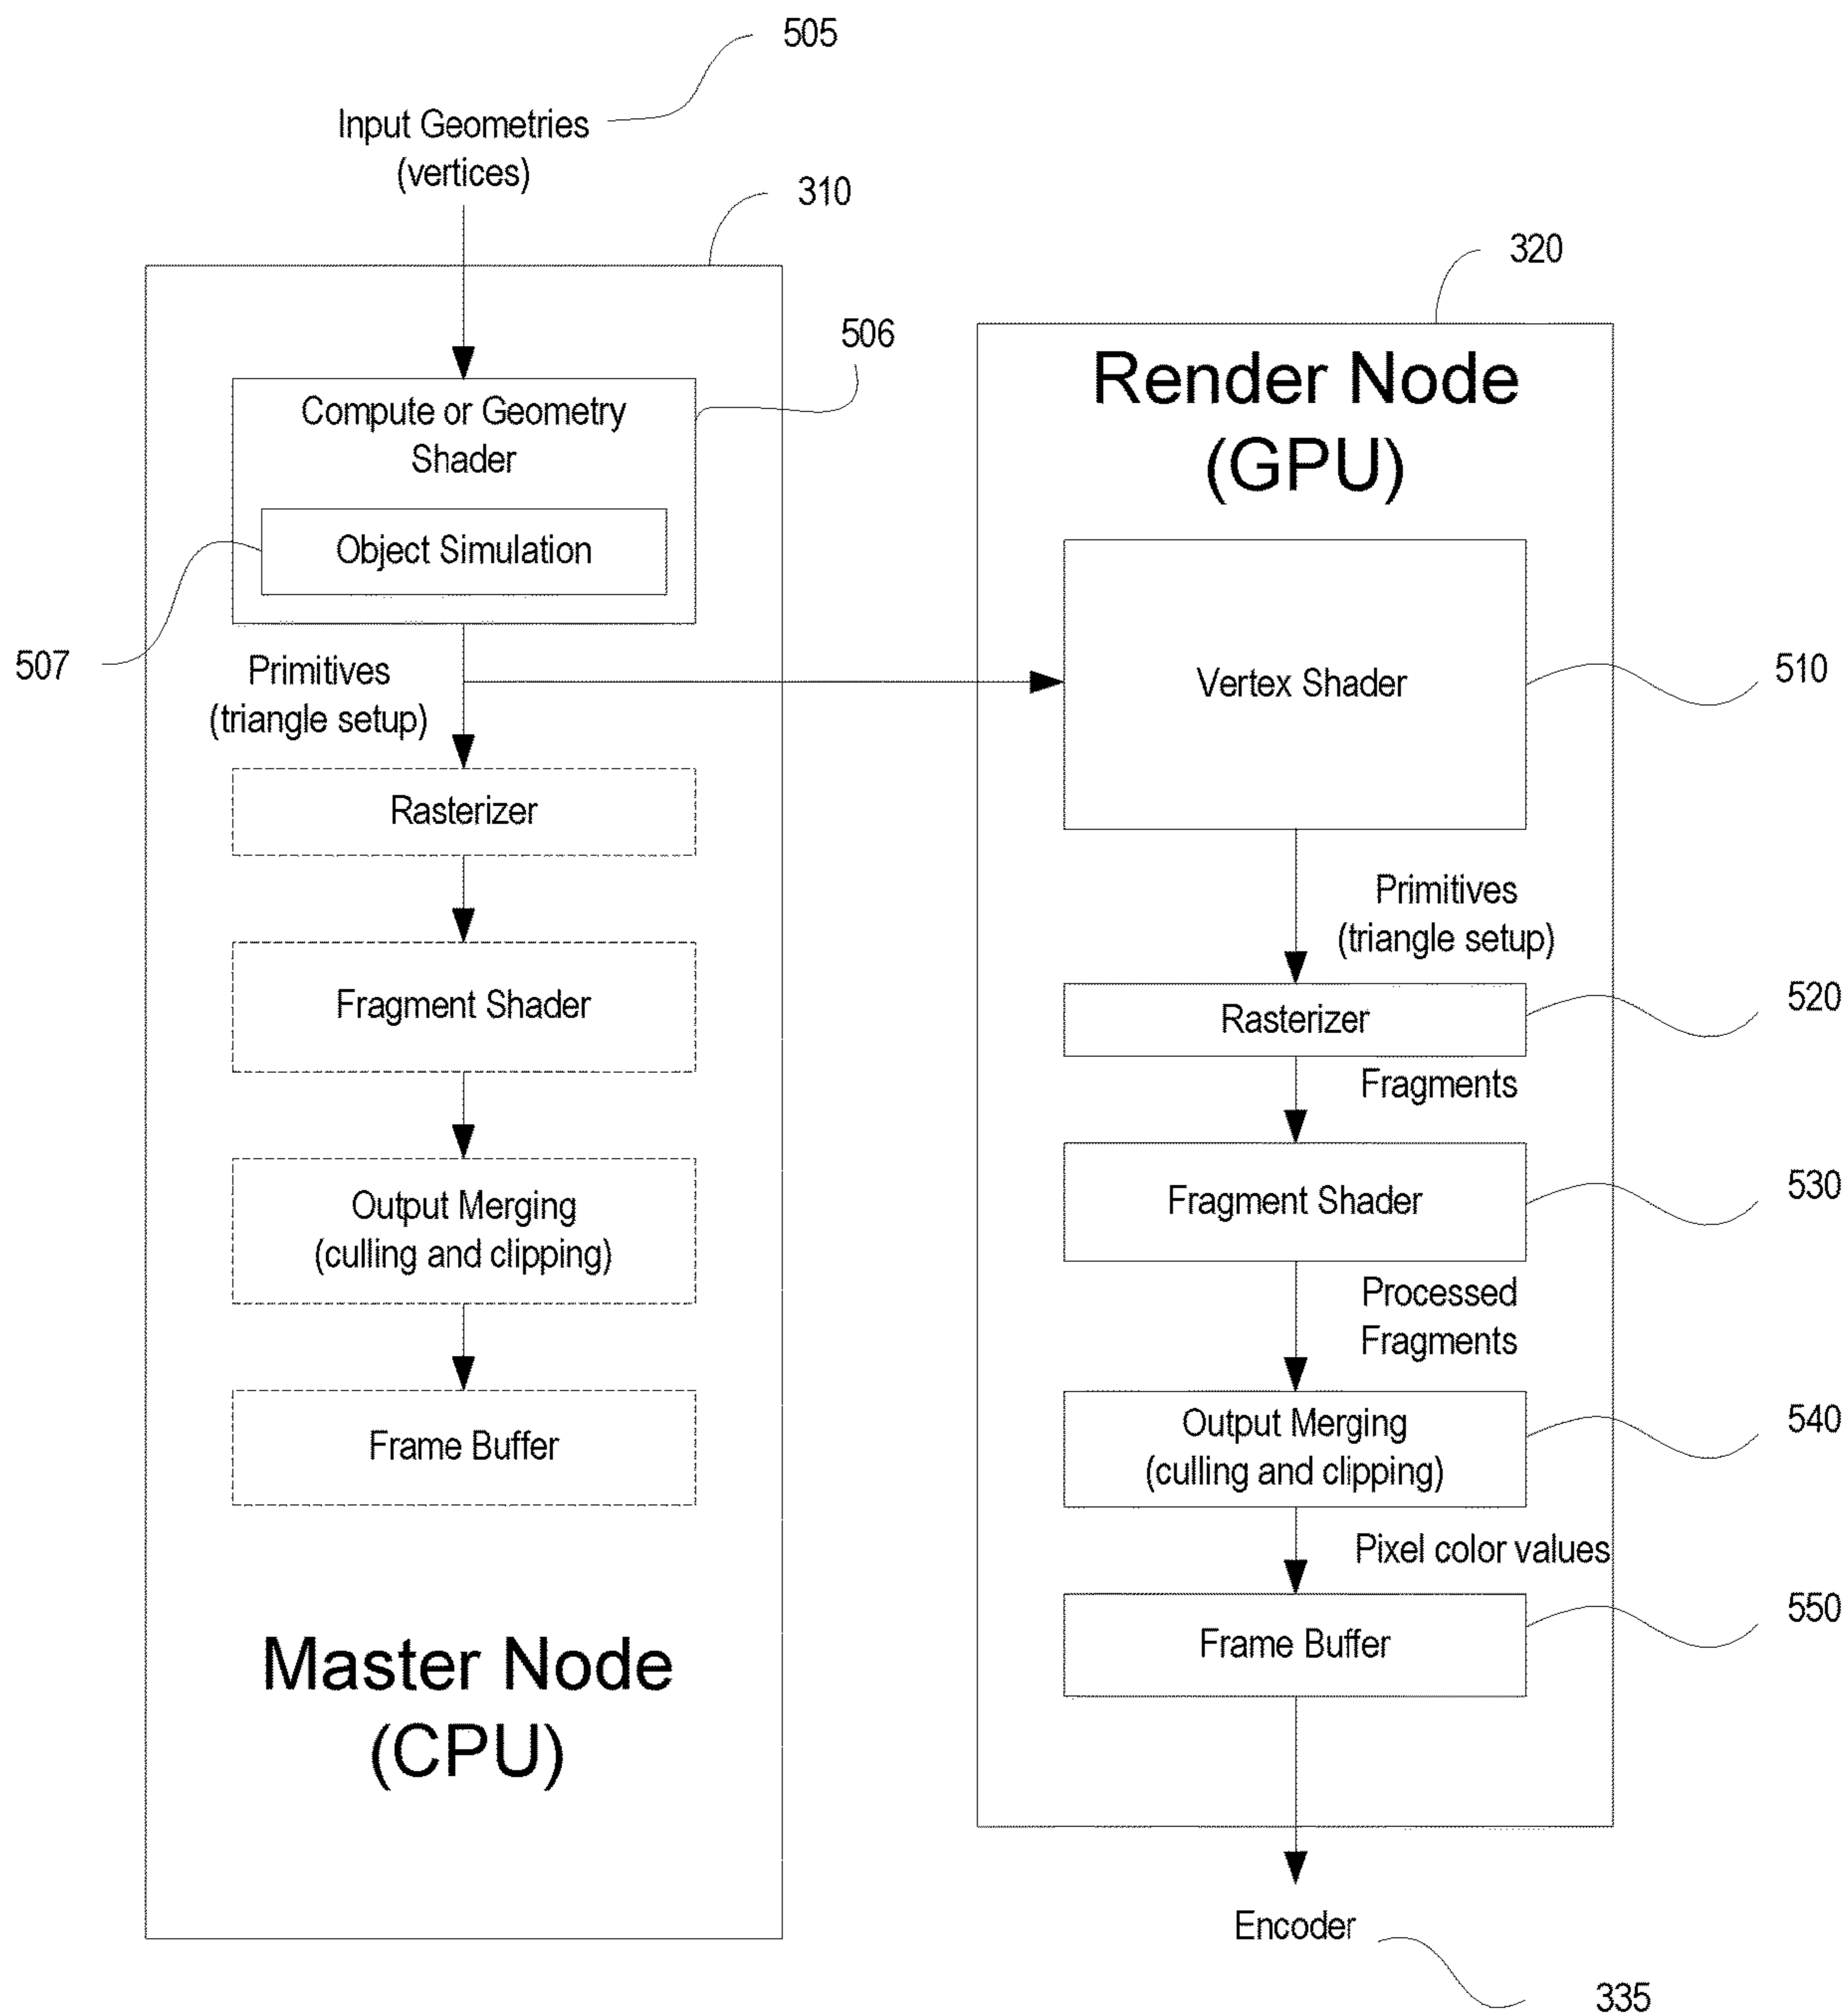 505
Input Geometries
(vertices)
310
320
506
Compute or Geometry
Shader
Object Simulation
507
Primitives
(triangle setup)
Rasterizer
Fragment Shader
Output Merging
(culling and clipping)
Frame Buffer
Master Node
(CPU)
Render Node
(GPU)
Vertex Shader
510
Primitives
(triangle setup)
Rasterizer
520
Fragments
Fragment Shader
530
Processed
Fragments
Output Merging
(culling and clipping)
540
Pixel color values
Frame Buffer
550
Encoder
335